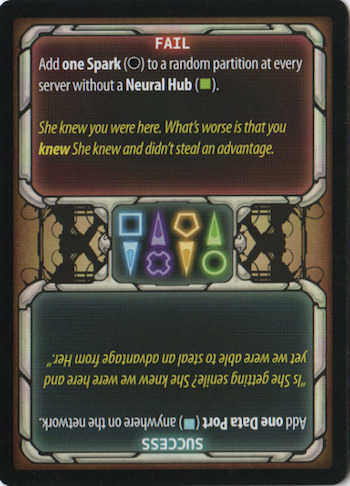 FAIL
Add one Spark (○) to a random partition at every
server without a Neural Hub (■).
She knew you were here. What's worse is that you
knew She knew and didn't steal an advantage.
SUCCESS
Add one Data Port (■) anywhere on the network.
"Is She getting senile? She knew we were here and
yet we were able to steal an advantage from Her."